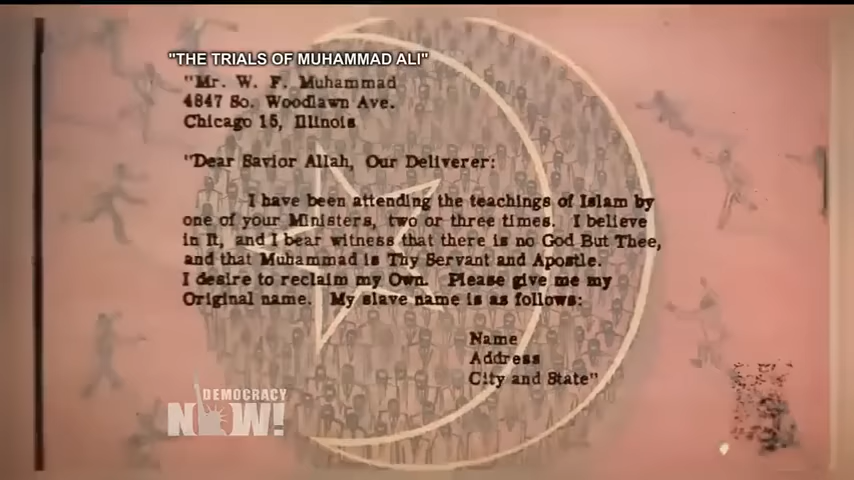 "THE TRIALS OF MUHAMMAD ALI"
"Mr. W. F. Muhammad
4847 So. Woodlawn Ave.
Chicago 15, Illinois
"Dear Savior Allah, Our Deliverer:
I have been attending the teachings of Islam by
one of your Ministers, two or three times. I believe
in It, and I bear witness that there is no God But Thee,
and that Muhammad is Thy Servant and Apostle.
I desire to reclaim my Own. Please give me my
Original name. My slave name is as follows:
Name
Address
City and State"
DEMOCRACY
NOW!